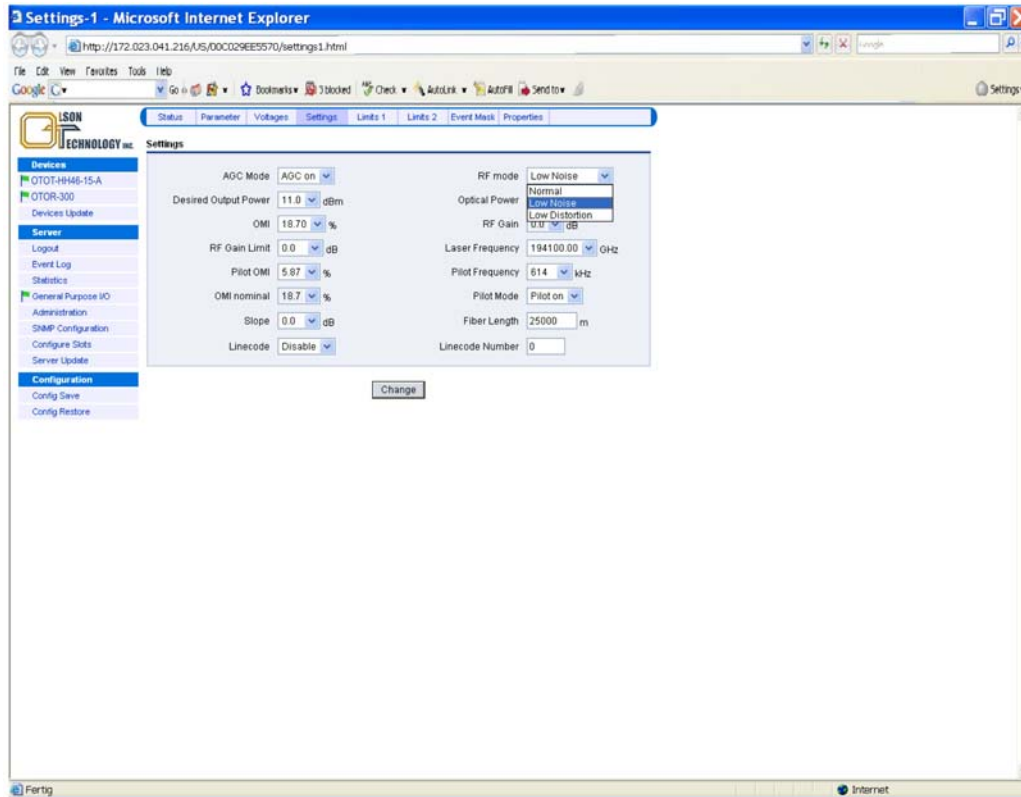 Settings-1 - Microsoft Internet Explorer
http://172.023.041.216/US/00C029EE5570/settings1.html
Google
File Edit View Favorites Tools Help
Google G Go Bookmarks 3 blocked Check AutoLink AutoFill Send to Settings
OLSON TECHNOLOGY INC.
Status Parameter Voltages Settings Limits 1 Limits 2 Event Mask Properties
Settings
Devices
OTOT-HH46-15-A
OTOR-300
Devices Update
Server
Logout
Event Log
Statistics
General Purpose I/O
Administration
SNMP Configuration
Configure Slots
Server Update
Configuration
Config Save
Config Restore
AGC Mode AGC on
RF mode Low Noise
Normal
Low Noise
Low Distortion
Desired Output Power 11.0 dBm
Optical Power
OMI 18.70 %
RF Gain 0.0 dB
RF Gain Limit 0.0 dB
Laser Frequency 194100.00 GHz
Pilot OMI 5.87 %
Pilot Frequency 614 kHz
OMI nominal 18.7 %
Pilot Mode Pilot on
Slope 0.0 dB
Fiber Length 25000 m
Linecode Disable
Linecode Number 0
Change
Fertig
Internet